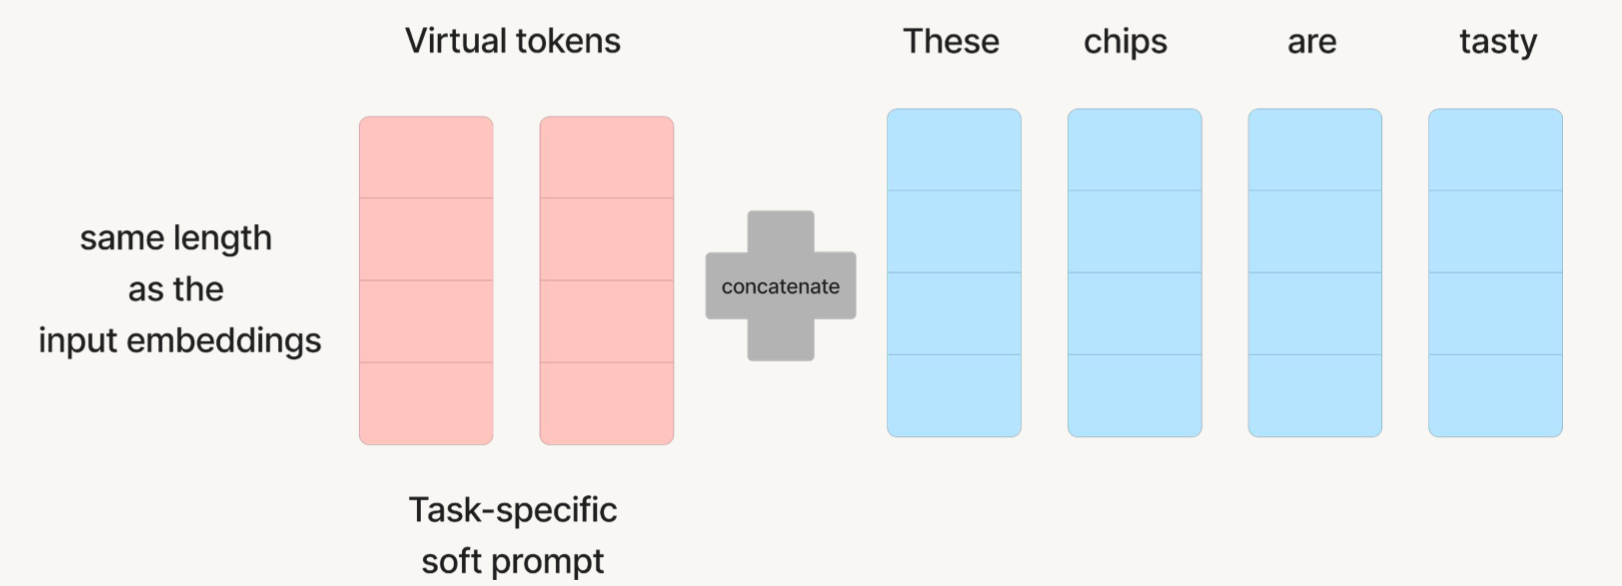 Virtual tokens
These chips are tasty
same length
as the
input embeddings
concatenate
Task-specific
soft prompt